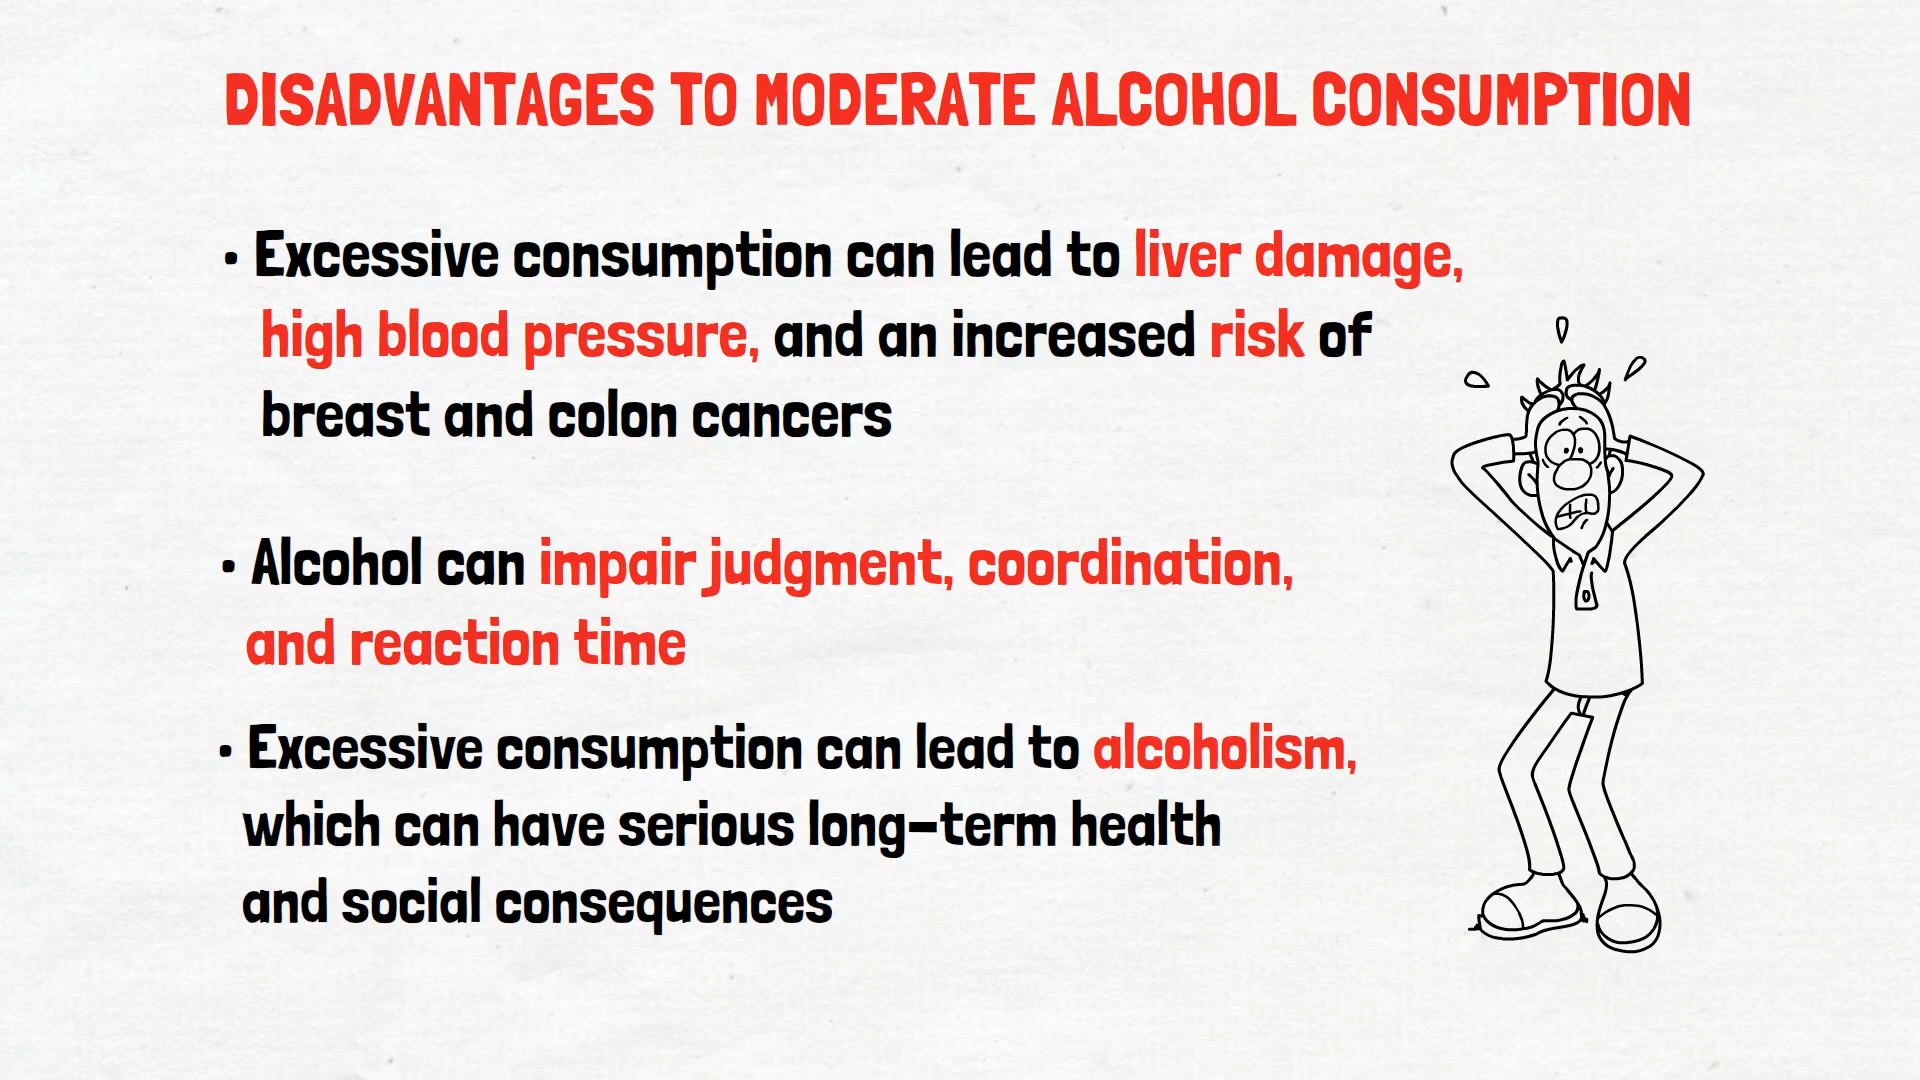 DISADVANTAGES TO MODERATE ALCOHOL CONSUMPTION
• Excessive consumption can lead to liver damage,
high blood pressure, and an increased risk of
breast and colon cancers
• Alcohol can impair judgment, coordination,
and reaction time
• Excessive consumption can lead to alcoholism,
which can have serious long-term health
and social consequences